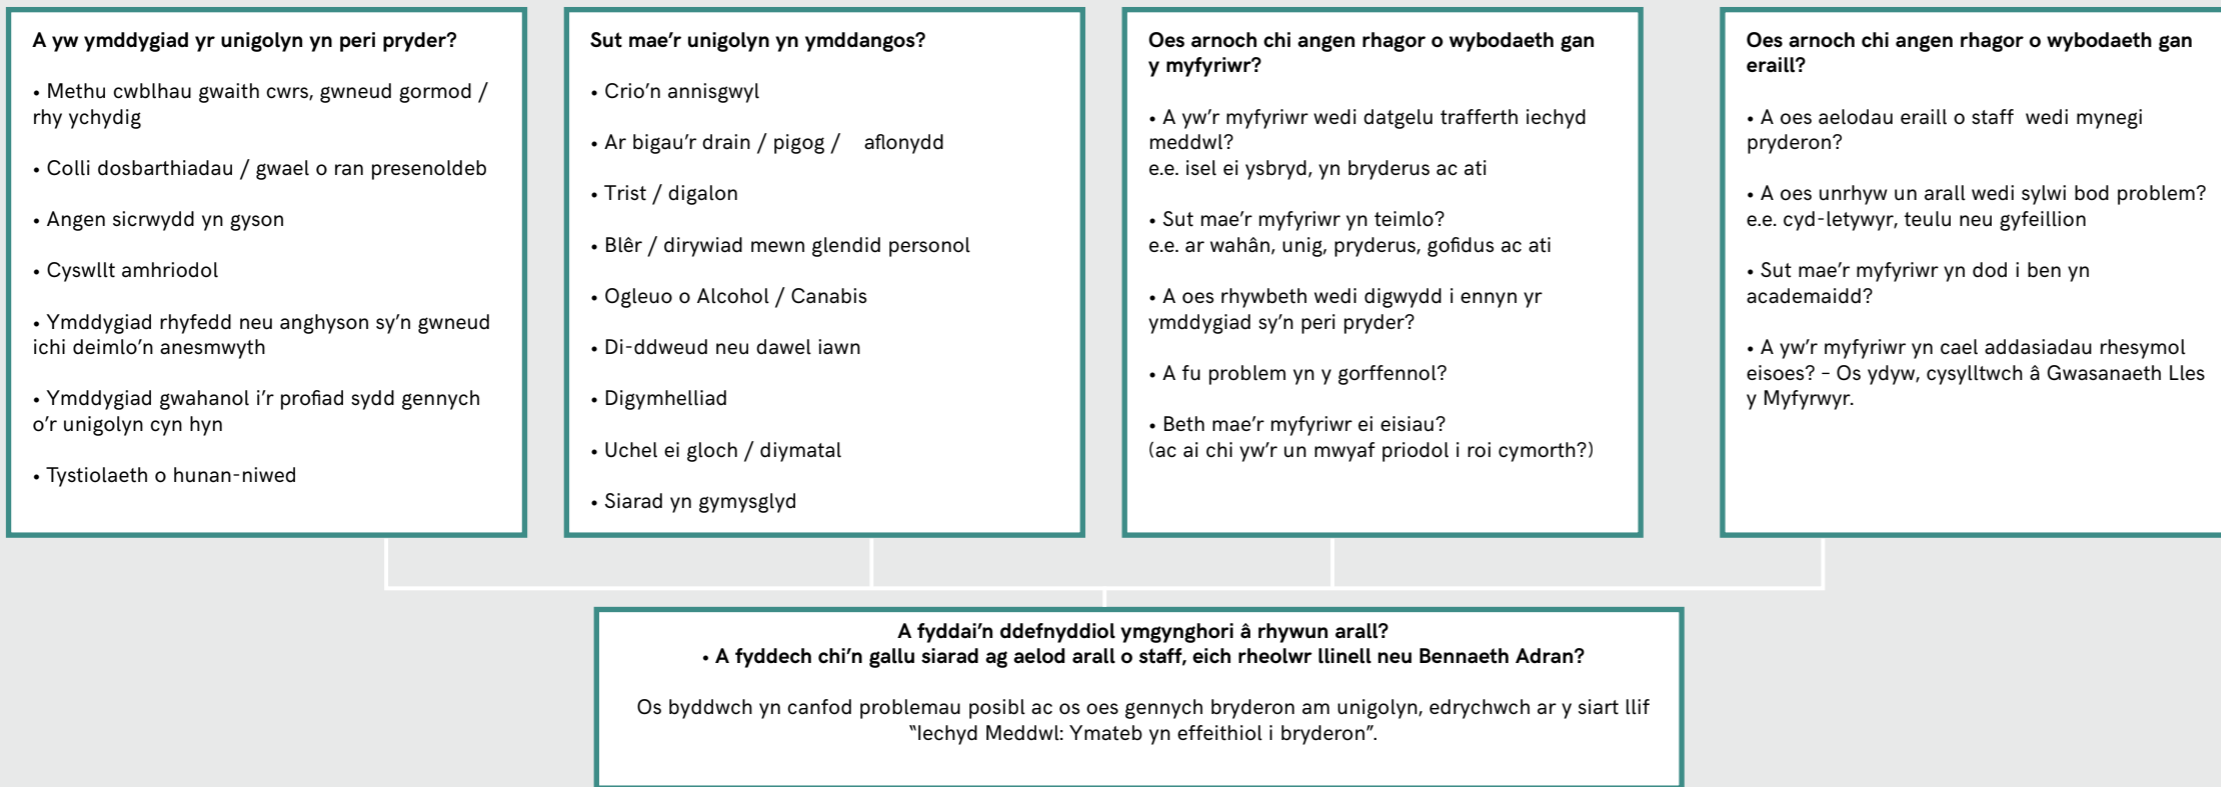 A yw ymddygiad yr unigolyn yn peri pryder?
• Methu cwblhau gwaith cwrs, gwneud gormod /
rhy ychydig
• Colli dosbarthiadau / gwael o ran presenoldeb
• Angen sicrwydd yn gyson
• Cyswllt amhriodol
• Ymddygiad rhyfedd neu anghyson sy'n gwneud
ichi deimlo'n anesmwyth
• Ymddygiad gwahanol i'r profiad sydd gennych
o'r unigolyn cyn hyn
• Tystiolaeth o hunan-niwed
Sut mae'r unigolyn yn ymddangos?
• Crio'n annisgwyl
• Ar bigau'r drain / pigog / aflonydd
• Trist / digalon
• Blêr / dirywiad mewn glendid personol
• Ogleuo o Alcohol / Canabis
• Di-ddweud neu dawel iawn
• Digymhelliad
• Uchel ei gloch / diymatal
• Siarad yn gymysglyd
Oes arnoch chi angen rhagor o wybodaeth gan
y myfyriwr?
• A yw'r myfyriwr wedi datgelu trafferth iechyd
meddwl?
e.e. isel ei ysbryd, yn bryderus ac ati
• Sut mae'r myfyriwr yn teimlo?
e.e. ar wahân, unig, pryderus, gofidus ac ati
• A oes rhywbeth wedi digwydd i ennyn yr
ymddygiad sy'n peri pryder?
• A fu problem yn y gorffennol?
• Beth mae'r myfyriwr ei eisiau?
(ac ai chi yw'r un mwyaf priodol i roi cymorth?)
Oes arnoch chi angen rhagor o wybodaeth gan
eraill?
• A oes aelodau eraill o staff wedi mynegi
pryderon?
• A oes unrhyw un arall wedi sylwi bod problem?
e.e. cyd-letywyr, teulu neu gyfeillion
• Sut mae'r myfyriwr yn dod i ben yn
academaidd?
• A yw'r myfyriwr yn cael addasiadau rhesymol
eisoes? – Os ydyw, cysylltwch â Gwasanaeth Lles
y Myfyrwyr.
A fyddai'n ddefnyddiol ymgynghori â rhywun arall?
• A fyddech chi'n gallu siarad ag aelod arall o staff, eich rheolwr llinell neu Bennaeth Adran?
Os byddwch yn canfod problemau posibl ac os oes gennych bryderon am unigolyn, edrychwch ar y siart llif
"Iechyd Meddwl: Ymateb yn effeithiol i bryderon".